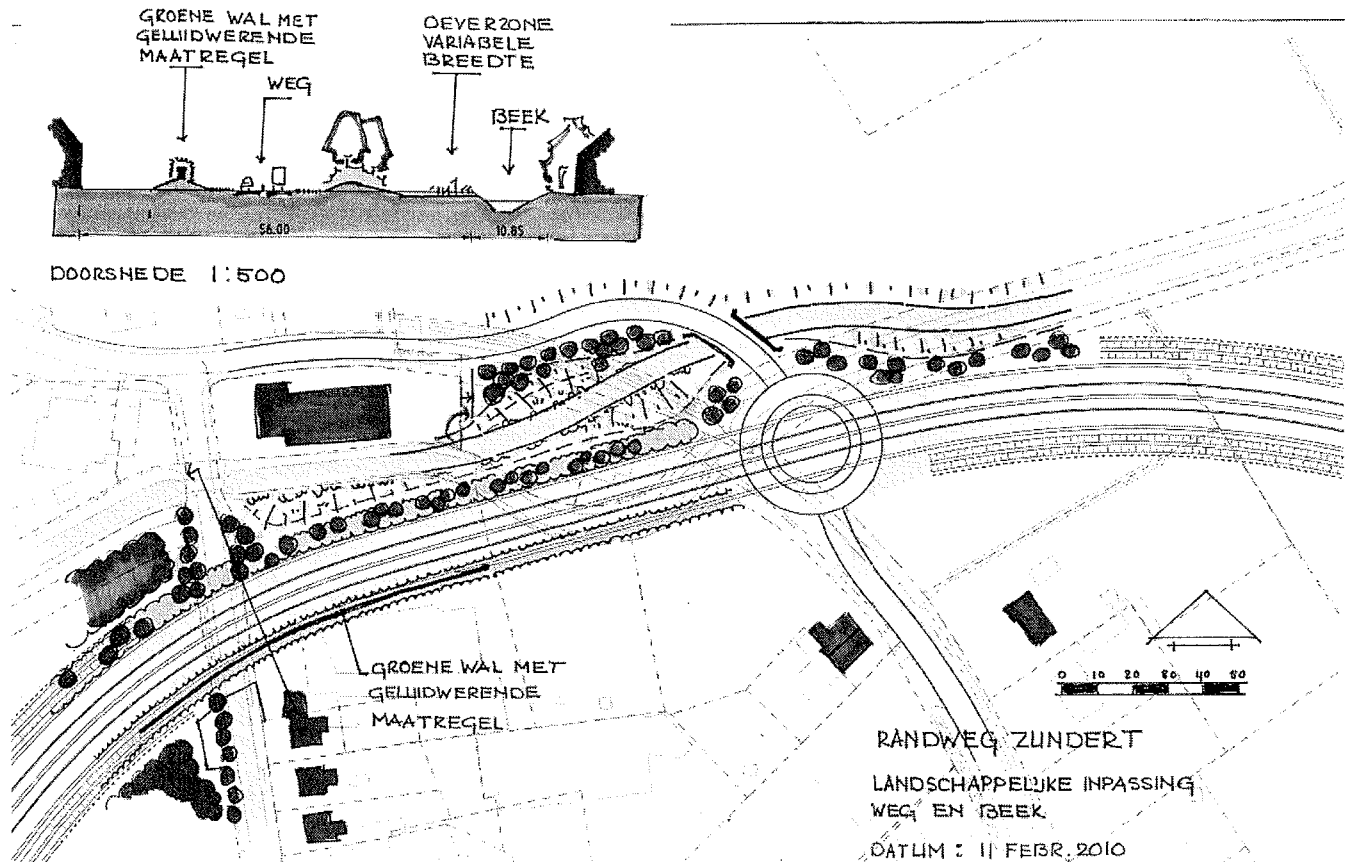 GROENE WAL MET
GELUIDWERENDE
MAATREGEL
WEG
OEVERZONE
VARIABELE
BREEDTE
BEEK
56.00
10.85
DOORSNEDE 1:500
GROENE WAL MET
GELUIDWERENDE
MAATREGEL
0 10 20 30 40 50
RANDWEG ZUNDERT
LANDSCHAPPELIJKE INPASSING
WEG EN BEEK
DATUM : 11 FEBR. 2010